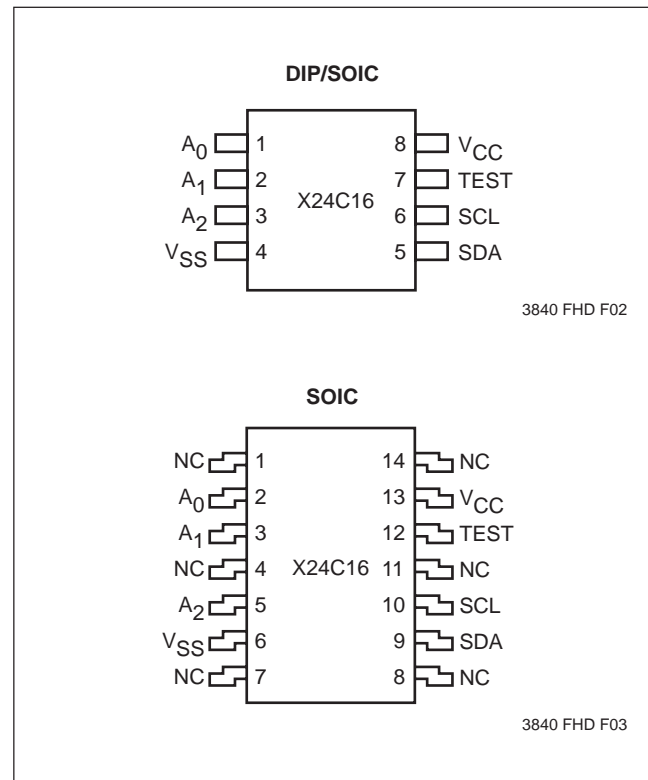 DIP/SOIC
A0 1 8 VCC
A1 2 7 TEST
X24C16
A2 3 6 SCL
VSS 4 5 SDA
3840 FHD F02
SOIC
NC 1 14 NC
A0 2 13 VCC
A1 3 12 TEST
NC 4 X24C16 11 NC
A2 5 10 SCL
VSS 6 9 SDA
NC 7 8 NC
3840 FHD F03